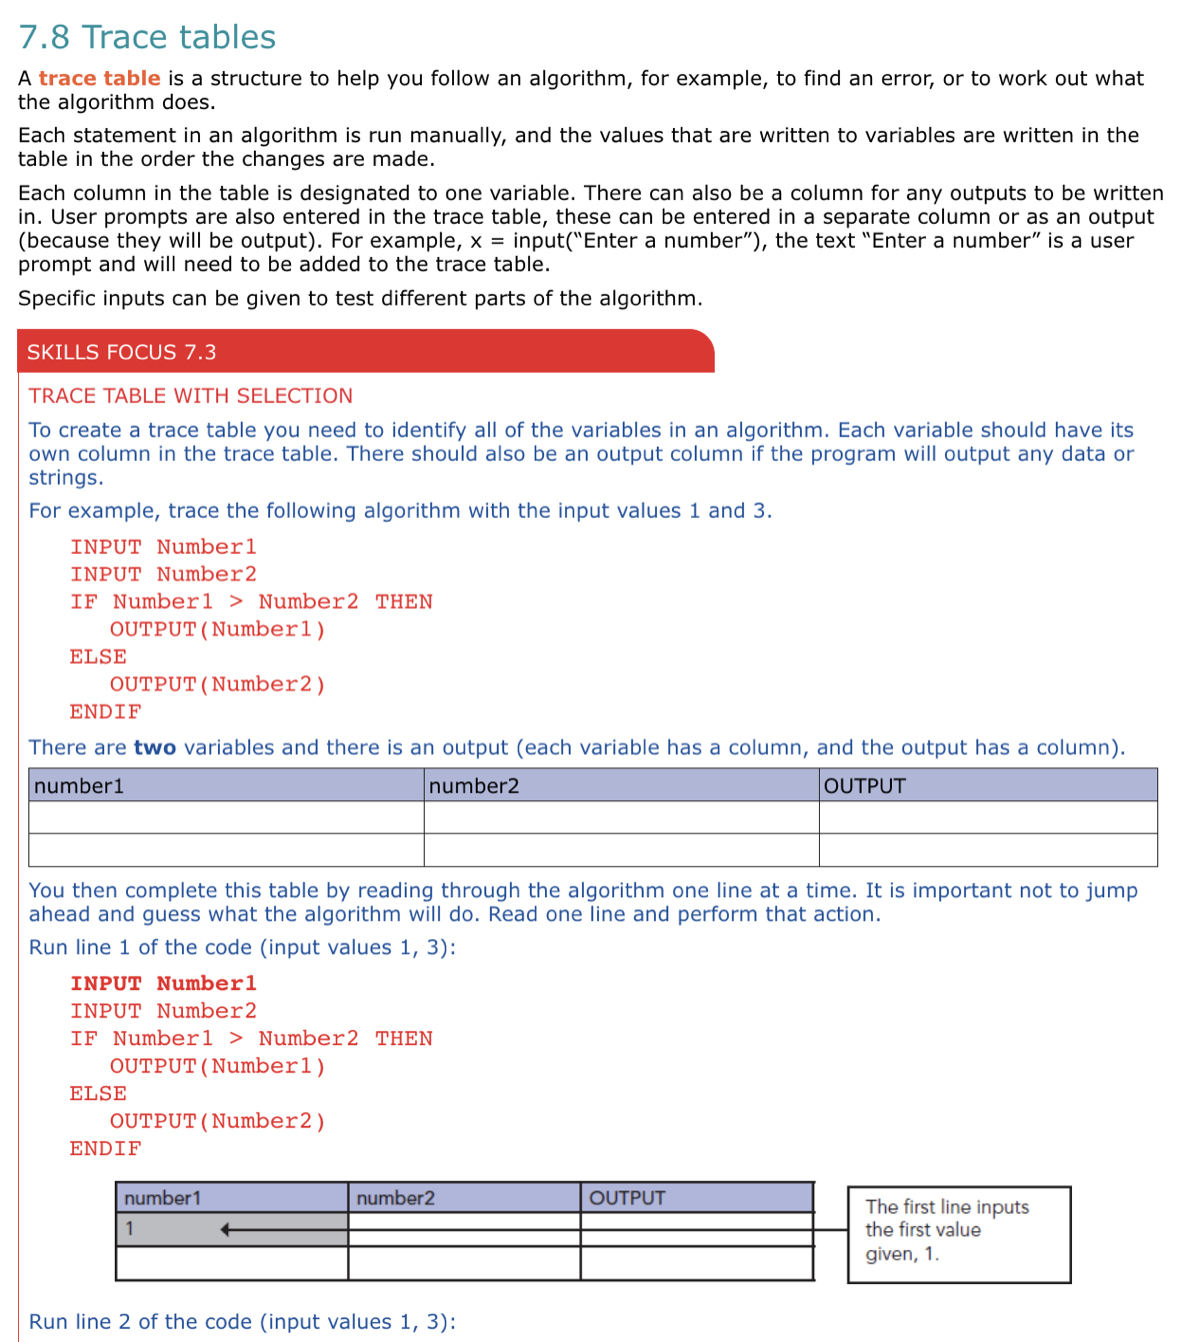 7.8 Trace tables
A trace table is a structure to help you follow an algorithm, for example, to find an error, or to work out what
the algorithm does.
Each statement in an algorithm is run manually, and the values that are written to variables are written in the
table in the order the changes are made.
Each column in the table is designated to one variable. There can also be a column for any outputs to be written
in. User prompts are also entered in the trace table, these can be entered in a separate column or as an output
(because they will be output). For example, x = input(“Enter a number”), the text “Enter a number” is a user
prompt and will need to be added to the trace table.
Specific inputs can be given to test different parts of the algorithm.
SKILLS FOCUS 7.3
TRACE TABLE WITH SELECTION
To create a trace table you need to identify all of the variables in an algorithm. Each variable should have its
own column in the trace table. There should also be an output column if the program will output any data or
strings.
For example, trace the following algorithm with the input values 1 and 3.
INPUT Number1
INPUT Number2
IF Number1 > Number2 THEN
OUTPUT(Number1)
ELSE
OUTPUT(Number2)
ENDIF
There are two variables and there is an output (each variable has a column, and the output has a column).
number1 number2 OUTPUT
You then complete this table by reading through the algorithm one line at a time. It is important not to jump
ahead and guess what the algorithm will do. Read one line and perform that action.
Run line 1 of the code (input values 1, 3):
INPUT Number1
INPUT Number2
IF Number1 > Number2 THEN
OUTPUT(Number1)
ELSE
OUTPUT(Number2)
ENDIF
number1 number2 OUTPUT
1
The first line inputs
the first value
given, 1.
Run line 2 of the code (input values 1, 3):